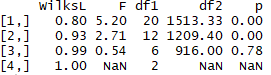 WilksL F df1 df2 p
[1,] 0.80 5.20 20 1513.33 0.00
[2,] 0.93 2.71 12 1209.40 0.00
[3,] 0.99 0.54 6 916.00 0.78
[4,] 1.00 NaN 2 NaN NaN